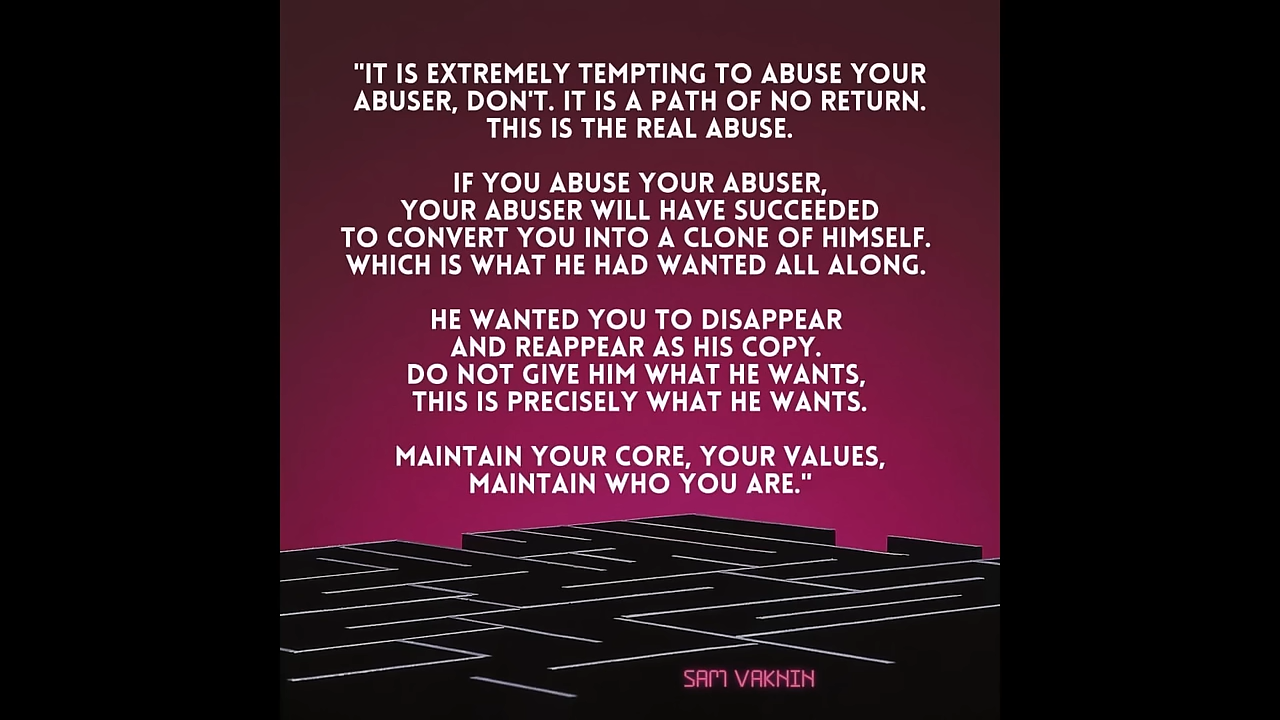 "IT IS EXTREMELY TEMPTING TO ABUSE YOUR
ABUSER, DON'T. IT IS A PATH OF NO RETURN.
THIS IS THE REAL ABUSE.
IF YOU ABUSE YOUR ABUSER,
YOUR ABUSER WILL HAVE SUCCEEDED
TO CONVERT YOU INTO A CLONE OF HIMSELF.
WHICH IS WHAT HE HAD WANTED ALL ALONG.
HE WANTED YOU TO DISAPPEAR
AND REAPPEAR AS HIS COPY.
DO NOT GIVE HIM WHAT HE WANTS,
THIS IS PRECISELY WHAT HE WANTS.
MAINTAIN YOUR CORE, YOUR VALUES,
MAINTAIN WHO YOU ARE."
SAM VAKNIN